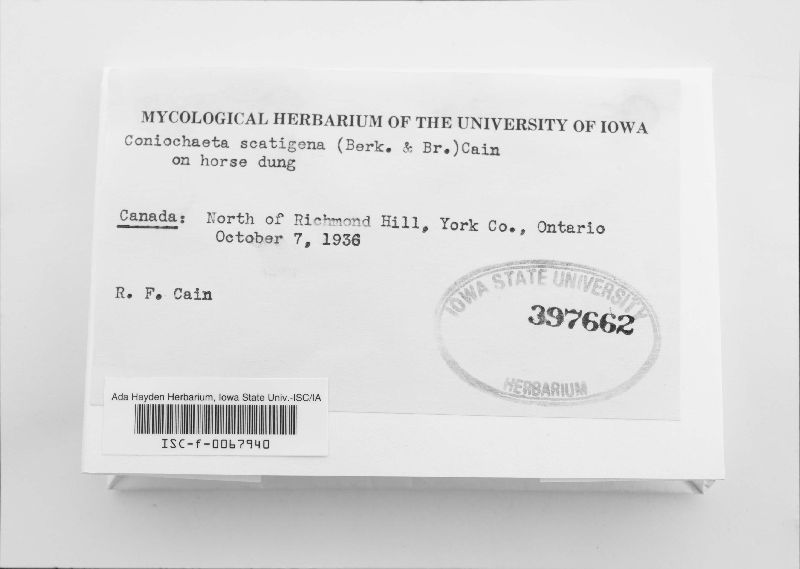 MYCOLOGICAL HERBARIUM OF THE UNIVERSITY OF IOWA
Coniochaeta scatigena (Berk. & Br.)Cain
on horse dung
Canada: North of Richmond Hill, York Co., Ontario
October 7, 1936
R. F. Cain
IOWA STATE UNIVERSITY
397662
HERBARIUM
Ada Hayden Herbarium, Iowa State Univ.-ISC/IA
ISC-f-0067940